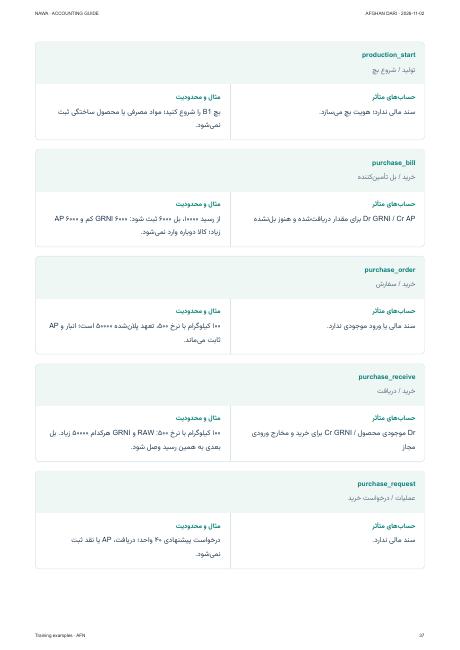 NAWA · ACCOUNTING GUIDE
AFGHAN DARI · 2026-11-02
production_start
تولید / شروع بچ
حساب‌های متأثر
سند مالی ندارد؛ هویت بچ می‌سازد.
مثال و محدودیت
بچ B1 را شروع کنید؛ مواد مصرفی یا محصول ساختگی ثبت
نمی‌شود.
purchase_bill
خرید / بل تأمین‌کننده
حساب‌های متأثر
Dr GRNI / Cr AP برای مقدار دریافت‌شده و هنوز بل‌نشده
مثال و محدودیت
از رسید ۱۰۰۰۰، بل ۶۰۰۰ ثبت شود: GRNI ۶۰۰۰ کم و AP ۶۰۰۰
زیاد؛ کالا دوباره وارد نمی‌شود.
purchase_order
خرید / سفارش
حساب‌های متأثر
سند مالی یا ورود موجودی ندارد.
مثال و محدودیت
۱۰۰ کیلوگرام با نرخ ۵۰۰، تعهد پلان‌شده ۵۰۰۰۰ است؛ انبار و AP
ثابت می‌ماند.
purchase_receive
خرید / دریافت
حساب‌های متأثر
Dr موجودی محصول / Cr GRNI برای خرید و مخارج ورودی
مجاز
مثال و محدودیت
۱۰۰ کیلوگرام با نرخ ۵۰۰: RAW و GRNI هرکدام ۵۰۰۰۰ زیاد. بل
بعدی به همین رسید وصل شود.
purchase_request
عملیات / درخواست خرید
حساب‌های متأثر
سند مالی ندارد.
مثال و محدودیت
درخواست پیشنهادی ۴۰ واحد؛ دریافت، AP یا نقد ثبت
نمی‌شود.
Training examples · AFN
37